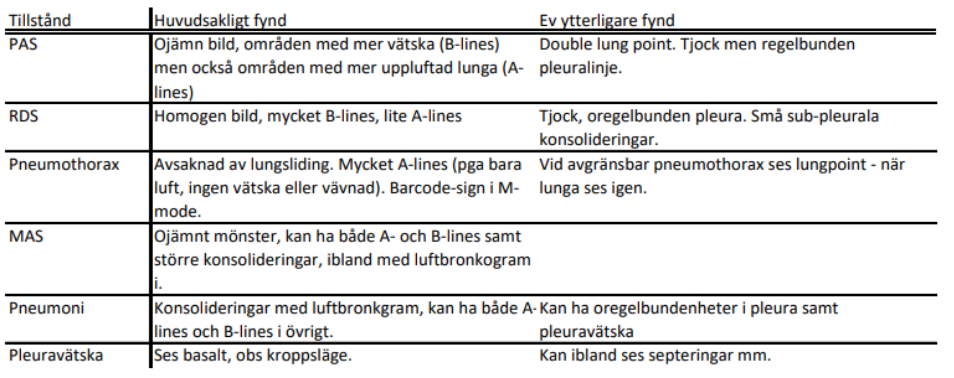 Tillstånd Huvudsakligt fynd Ev ytterligare fynd
PAS Ojämn bild, områden med mer vätska (B-lines) Double lung point. Tjock men regelbunden
men också områden med mer uppluftad lunga (A- pleuralinje.
lines)
RDS Homogen bild, mycket B-lines, lite A-lines Tjock, oregelbunden pleura. Små sub-pleurala
konsolideringar.
Pneumothorax Avsaknad av lungsliding. Mycket A-lines (pga bara Vid avgränsbar pneumothorax ses lungpoint - när
luft, ingen vätska eller vävnad). Barcode-sign i M- lunga ses igen.
mode.
MAS Ojämnt mönster, kan ha både A- och B-lines samt
större konsolideringar, ibland med luftbronkogram
i.
Pneumoni Konsolideringar med luftbronkgram, kan ha både A- Kan ha oregelbundenheter i pleura samt
lines och B-lines i övrigt. pleuravätska
Pleuravätska Ses basalt, obs kroppsläge. Kan ibland ses septeringar mm.